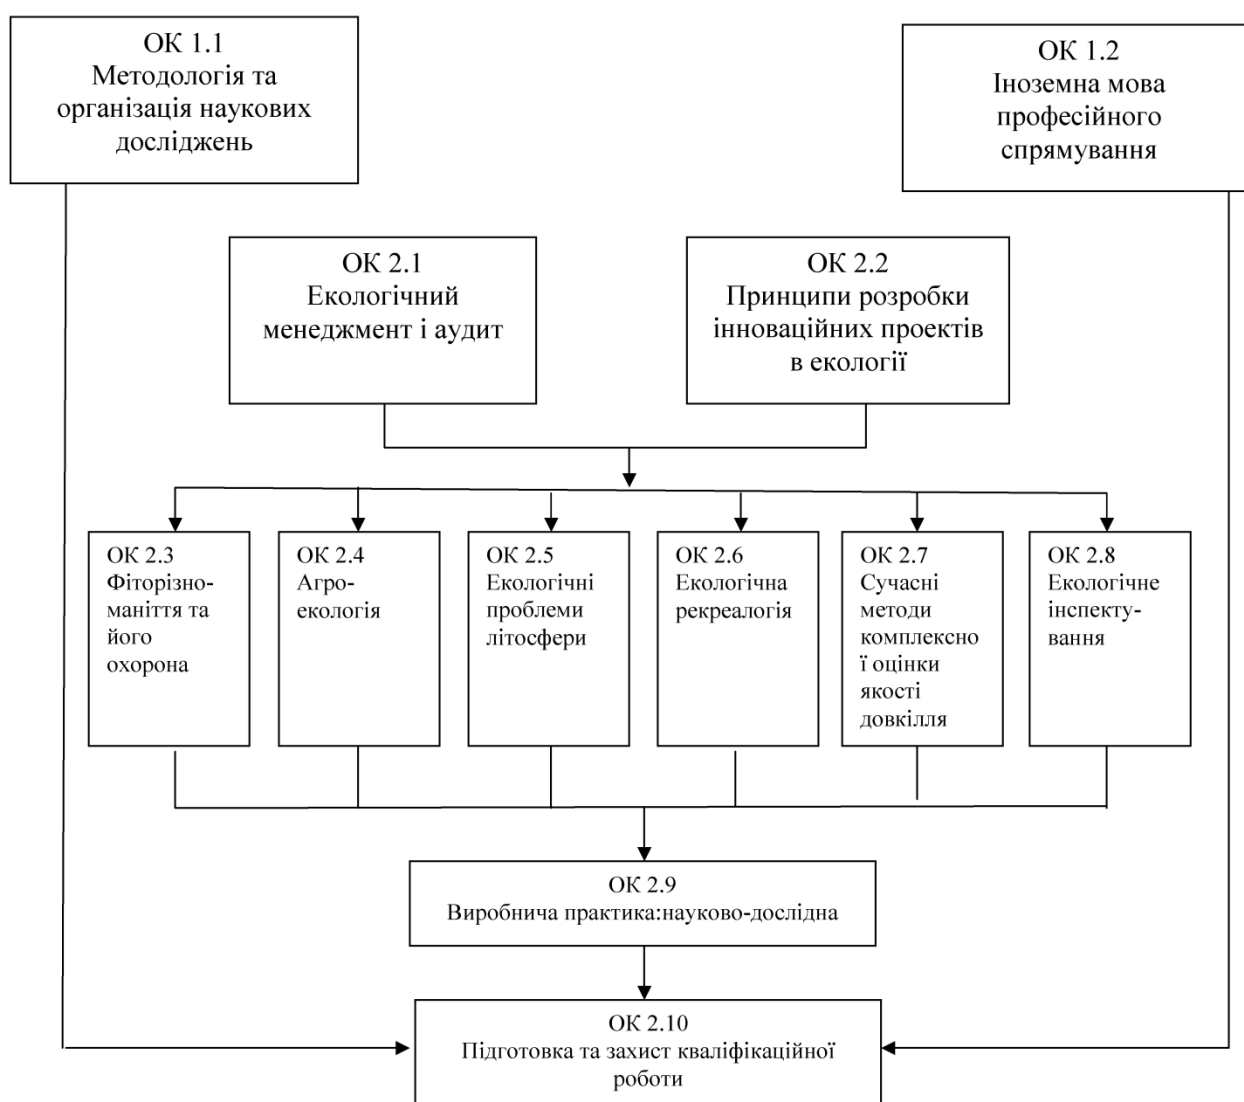 ОК 1.1
Методологія та
організація наукових
досліджень
ОК 1.2
Іноземна мова
професійного
спрямування
ОК 2.1
Екологічний
менеджмент і аудит
ОК 2.2
Принципи розробки
інноваційних проектів
в екології
ОК 2.3
Фіторізно-
маніття та
його
охорона
ОК 2.4
Агро-
екологія
ОК 2.5
Екологічні
проблеми
літосфери
ОК 2.6
Екологічна
рекреалогія
ОК 2.7
Сучасні
методи
комплексно
ї оцінки
якості
довкілля
ОК 2.8
Екологічне
інспекту-
вання
ОК 2.9
Виробнича практика:науково-дослідна
ОК 2.10
Підготовка та захист кваліфікаційної
роботи